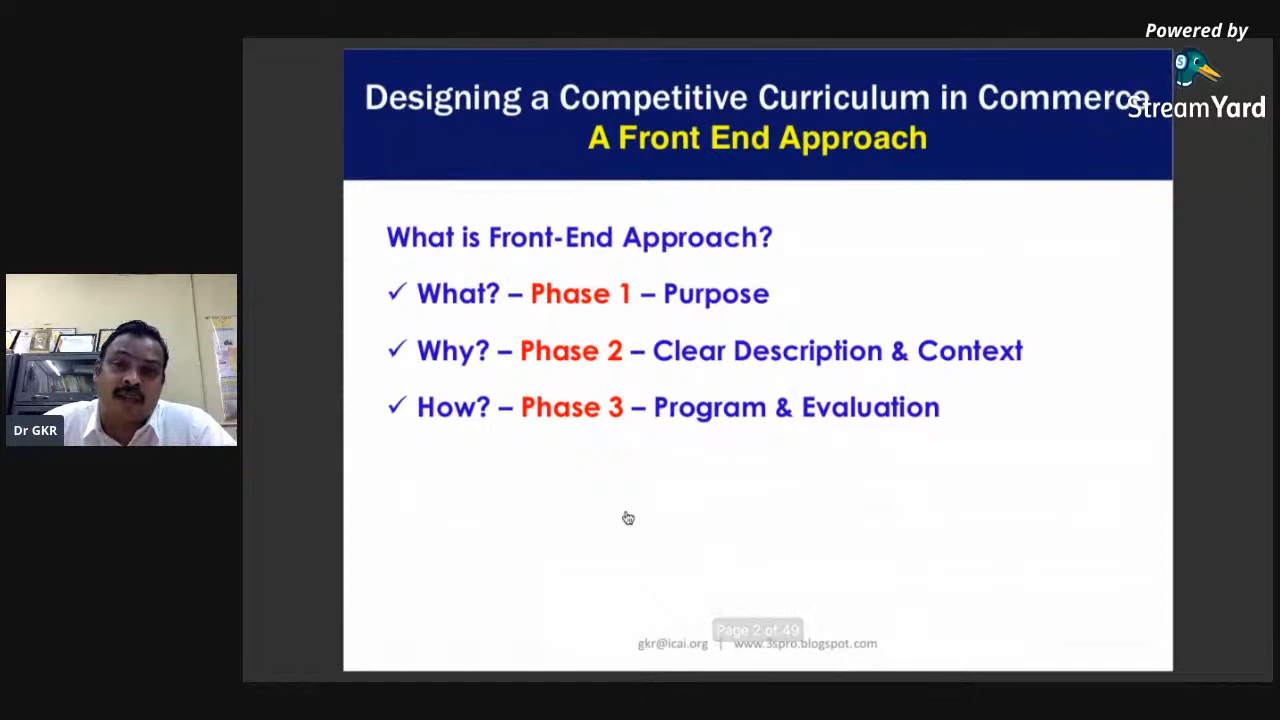 Powered by
StreamYard
Designing a Competitive Curriculum in Commerce
A Front End Approach
What is Front-End Approach?
✓ What? – Phase 1 – Purpose
✓ Why? – Phase 2 – Clear Description & Context
✓ How? – Phase 3 – Program & Evaluation
Dr GKR
Page 2 of 49
gkr@icai.org | www.3spro.blogspot.com